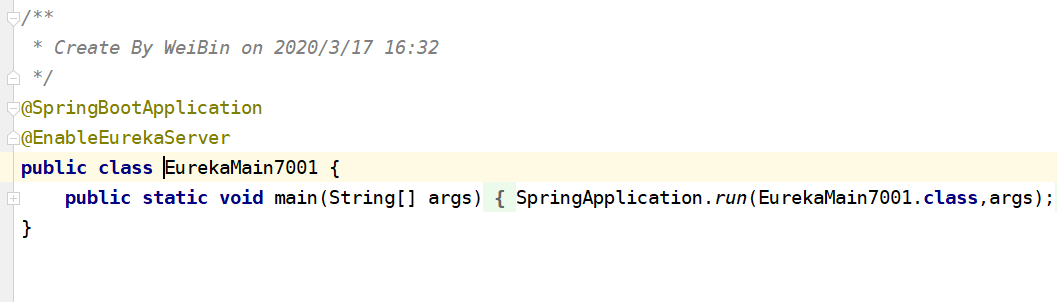 /**
 * Create By WeiBin on 2020/3/17 16:32
 */
@SpringBootApplication
@EnableEurekaServer
public class EurekaMain7001 {
    public static void main(String[] args) { SpringApplication.run(EurekaMain7001.class,args);
}